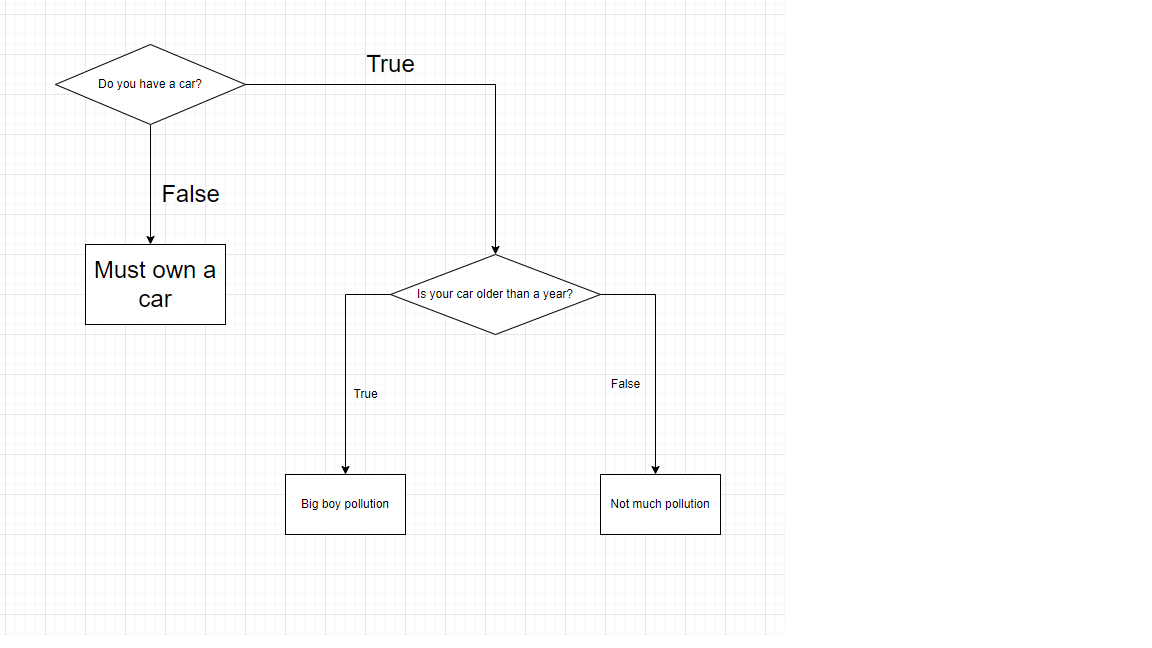 True
Do you have a car?
False
Must own a
car
Is your car older than a year?
True
False
Big boy pollution
Not much pollution